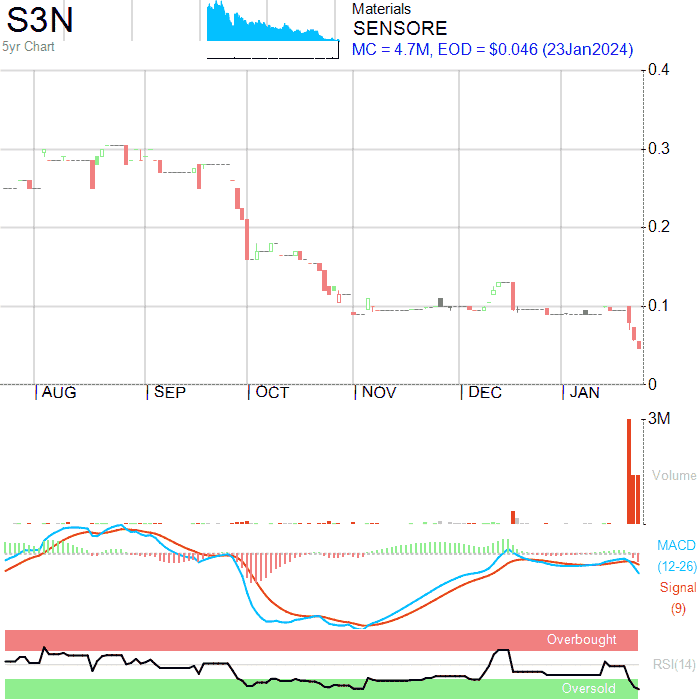 S3N
5yr Chart
Materials
SENSORE
MC = 4.7M, EOD = $0.046 (23Jan2024)
0.4
0.3
0.2
0.1
0
AUG SEP OCT NOV DEC JAN
3M
Volume
MACD
(12-26)
Signal
(9)
Overbought
RSI(14)
Oversold